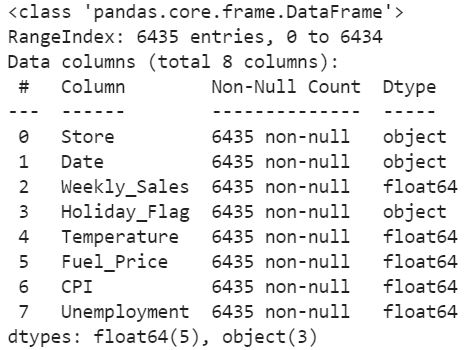 <class 'pandas.core.frame.DataFrame'>
RangeIndex: 6435 entries, 0 to 6434
Data columns (total 8 columns):
 #   Column        Non-Null Count  Dtype
---  ------        --------------  -----
 0   Store         6435 non-null   object
 1   Date          6435 non-null   object
 2   Weekly_Sales  6435 non-null   float64
 3   Holiday_Flag  6435 non-null   object
 4   Temperature   6435 non-null   float64
 5   Fuel_Price    6435 non-null   float64
 6   CPI           6435 non-null   float64
 7   Unemployment  6435 non-null   float64
dtypes: float64(5), object(3)